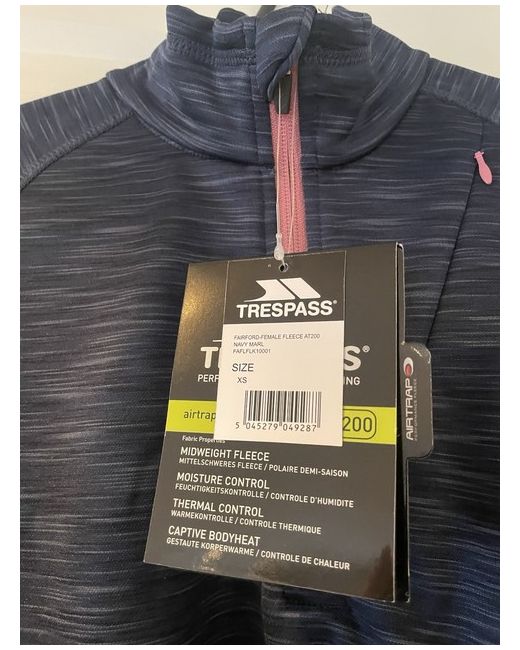 TRESPASS®
FAIRFORD-FEMALE FLEECE AT200
NAVY MARL
FAFLFLK10001
SIZE
XS
5 045279 049287
airtrap
200
AIRTRAP
Fabric Properties
MIDWEIGHT FLEECE
MITTELSCHWERES FLEECE / POLAIRE DEMI-SAISON
MOISTURE CONTROL
FEUCHTIGKEITSKONTROLLE / CONTROLE D'HUMIDITE
THERMAL CONTROL
WARMEKONTROLLE / CONTROLE THERMIQUE
CAPTIVE BODYHEAT
GESTAUTE KORPERWARME / CONTROLE DE CHALEUR